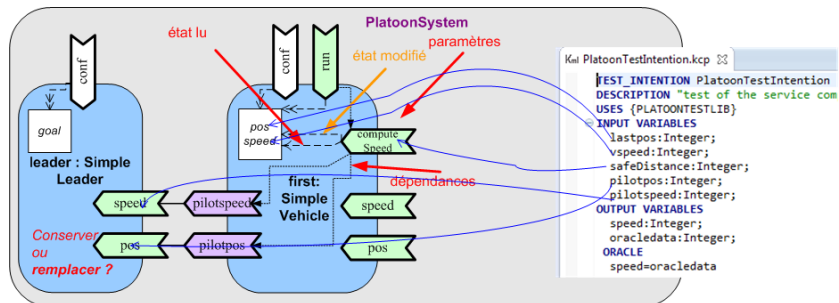 PlatoonSystem
état lu
état modifié
paramètres
conf
conf
run
goal
pos
speed
compute
Speed
leader : Simple
Leader
first:
Simple
Vehicle
dépendances
speed
pilotspeed
speed
pos
pilotpos
pos
Conserver
ou
remplacer ?
PlatoonTestIntention.kcp
TEST_INTENTION PlatoonTestIntention
DESCRIPTION "test of the service com
USES {PLATOONTESTLIB}
INPUT VARIABLES
lastpos:Integer;
vspeed:Integer;
safeDistance:Integer;
pilotpos:Integer;
pilotspeed:Integer;
OUTPUT VARIABLES
speed:Integer;
oracledata:Integer;
ORACLE
speed=oracledata